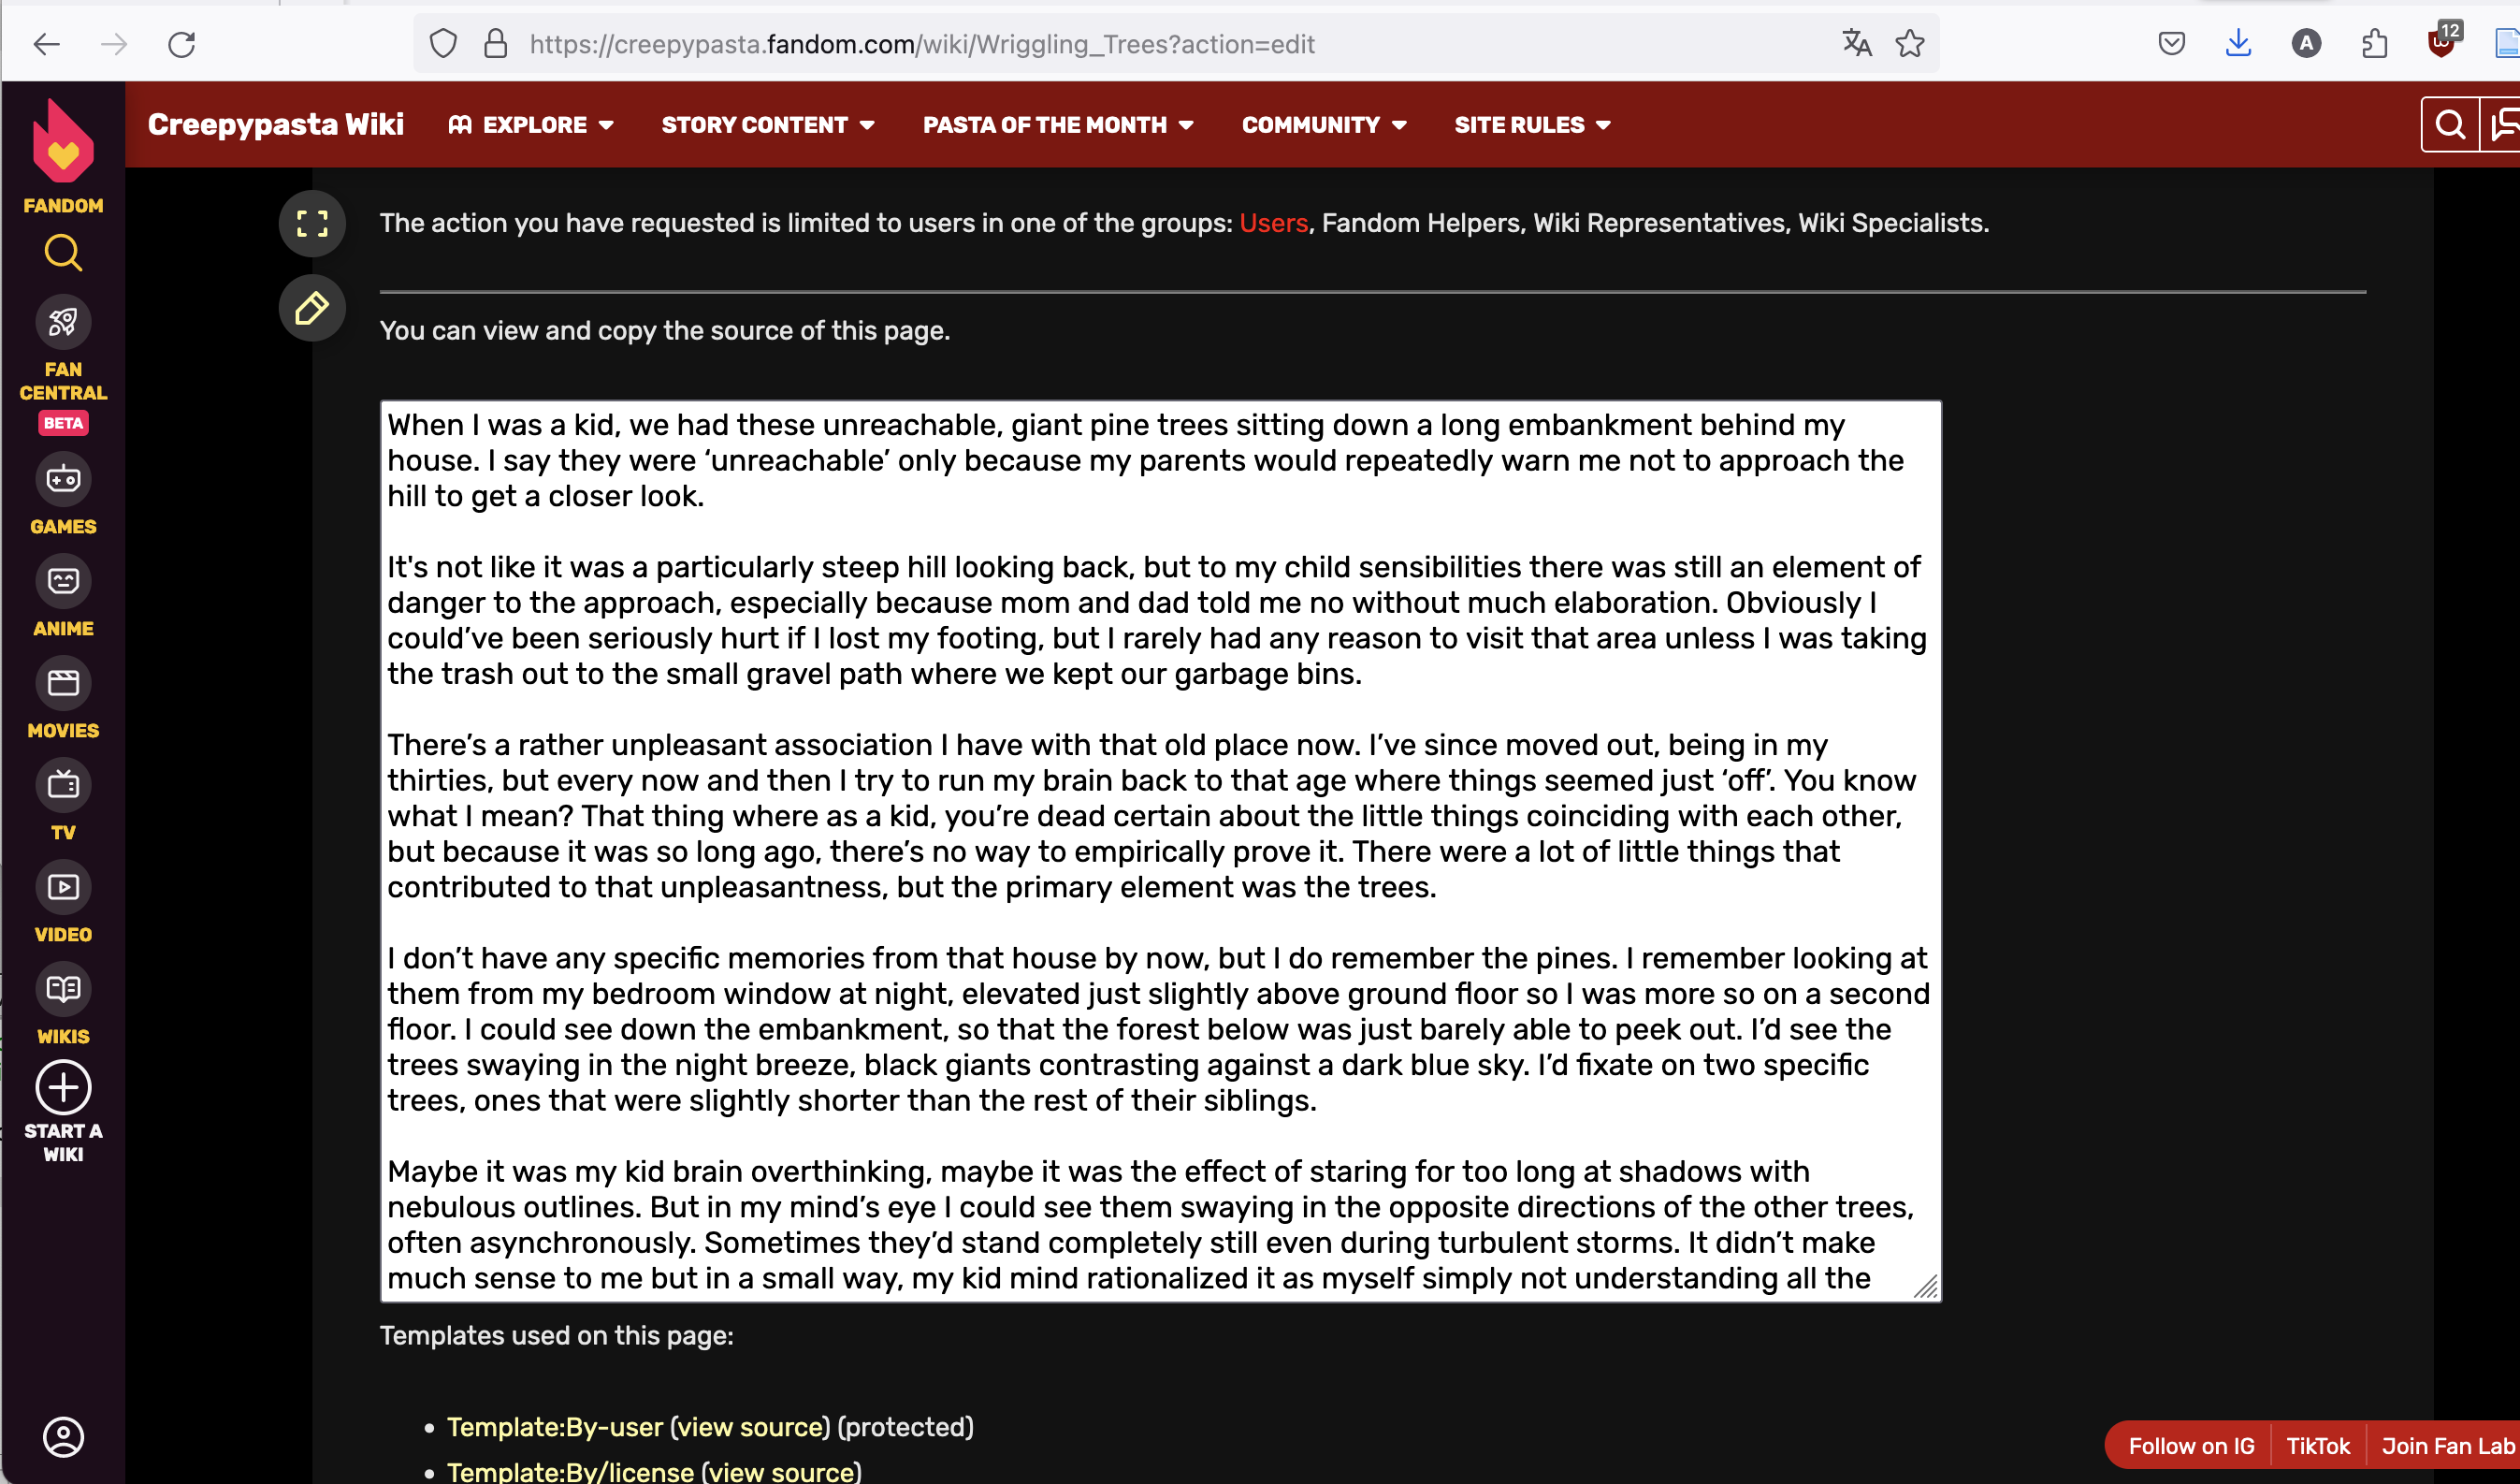 https://creepypasta.fandom.com/wiki/Wriggling_Trees?action=edit
A
12
Creepypasta Wiki
EXPLORE
STORY CONTENT
PASTA OF THE MONTH
COMMUNITY
SITE RULES
FANDOM
FAN
CENTRAL
BETA
GAMES
ANIME
MOVIES
TV
VIDEO
WIKIS
START A
WIKI
The action you have requested is limited to users in one of the groups: Users, Fandom Helpers, Wiki Representatives, Wiki Specialists.
You can view and copy the source of this page.
When I was a kid, we had these unreachable, giant pine trees sitting down a long embankment behind my
house. I say they were ‘unreachable’ only because my parents would repeatedly warn me not to approach the
hill to get a closer look.
It's not like it was a particularly steep hill looking back, but to my child sensibilities there was still an element of
danger to the approach, especially because mom and dad told me no without much elaboration. Obviously I
could’ve been seriously hurt if I lost my footing, but I rarely had any reason to visit that area unless I was taking
the trash out to the small gravel path where we kept our garbage bins.
There’s a rather unpleasant association I have with that old place now. I’ve since moved out, being in my
thirties, but every now and then I try to run my brain back to that age where things seemed just ‘off’. You know
what I mean? That thing where as a kid, you’re dead certain about the little things coinciding with each other,
but because it was so long ago, there’s no way to empirically prove it. There were a lot of little things that
contributed to that unpleasantness, but the primary element was the trees.
I don’t have any specific memories from that house by now, but I do remember the pines. I remember looking at
them from my bedroom window at night, elevated just slightly above ground floor so I was more so on a second
floor. I could see down the embankment, so that the forest below was just barely able to peek out. I’d see the
trees swaying in the night breeze, black giants contrasting against a dark blue sky. I’d fixate on two specific
trees, ones that were slightly shorter than the rest of their siblings.
Maybe it was my kid brain overthinking, maybe it was the effect of staring for too long at shadows with
nebulous outlines. But in my mind’s eye I could see them swaying in the opposite directions of the other trees,
often asynchronously. Sometimes they’d stand completely still even during turbulent storms. It didn’t make
much sense to me but in a small way, my kid mind rationalized it as myself simply not understanding all the
Templates used on this page:
• Template:By-user (view source) (protected)
• Template:By/license (view source)
Follow on IG
TikTok
Join Fan Lab